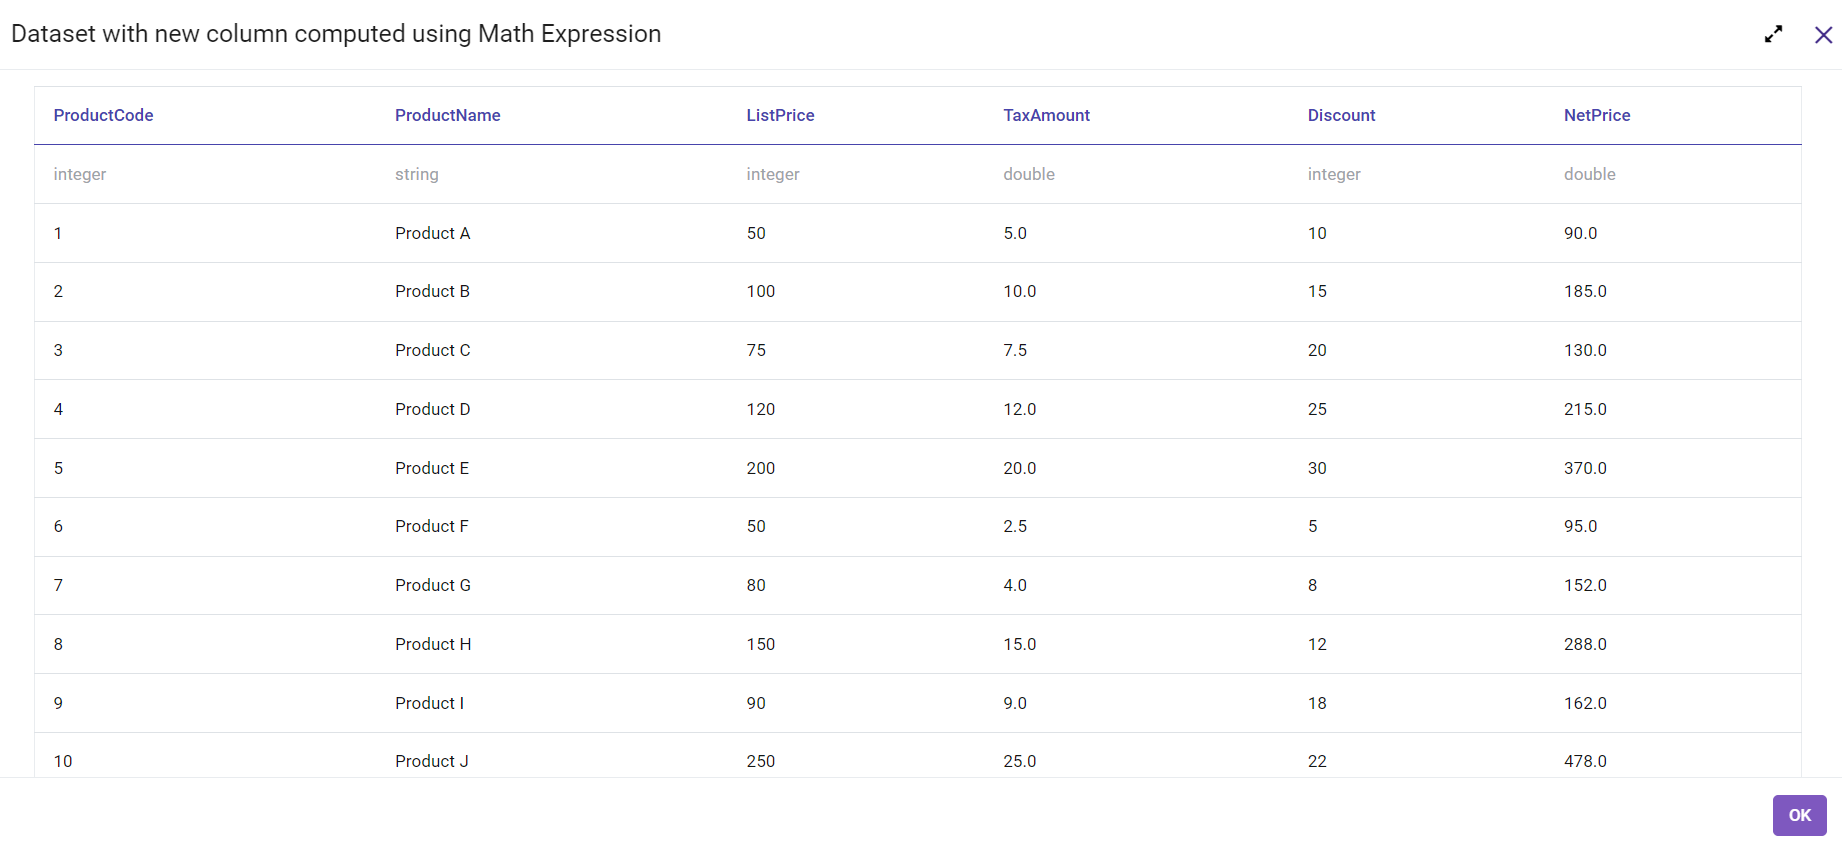 Dataset with new column computed using Math Expression
ProductCode ProductName ListPrice TaxAmount Discount NetPrice
integer string integer double integer double
1 Product A 50 5.0 10 90.0
2 Product B 100 10.0 15 185.0
3 Product C 75 7.5 20 130.0
4 Product D 120 12.0 25 215.0
5 Product E 200 20.0 30 370.0
6 Product F 50 2.5 5 95.0
7 Product G 80 4.0 8 152.0
8 Product H 150 15.0 12 288.0
9 Product I 90 9.0 18 162.0
10 Product J 250 25.0 22 478.0
OK